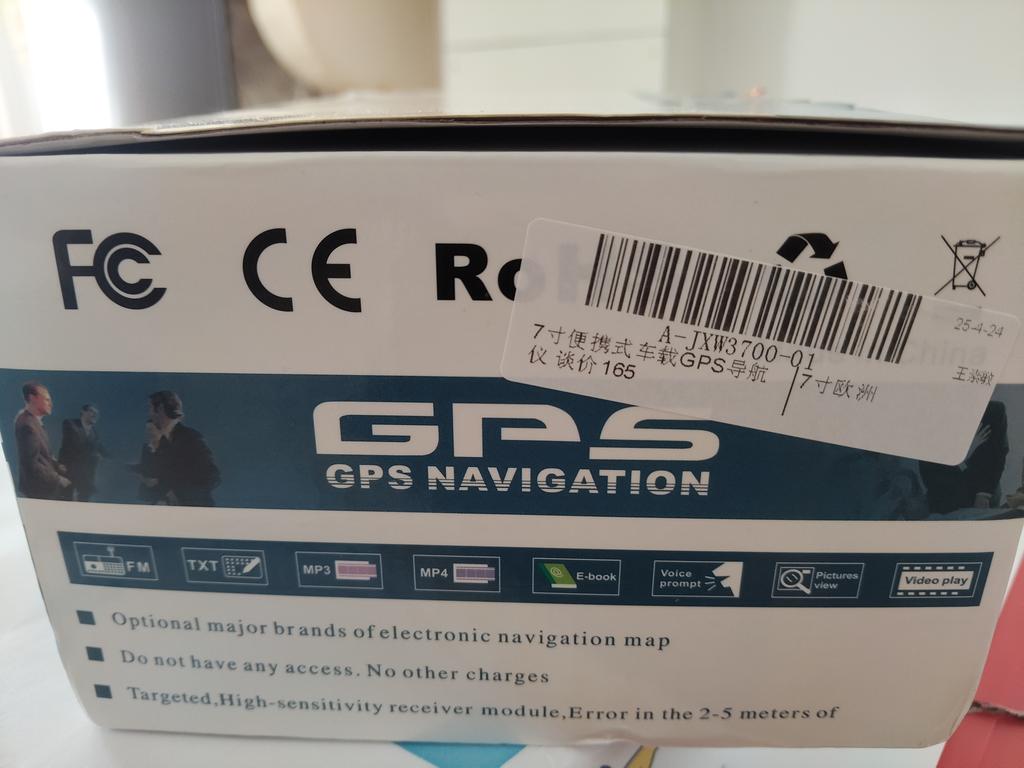 FC CE Ro
25-4-24
A-JXW3700-01
7寸便携式车载GPS导航
仪 谈价 165
7寸欧洲
China
GPS
GPS NAVIGATION
FM
TXT
MP3
MP4
E-book
Voice
prompt
Pictures
view
Video play
Optional major brands of electronic navigation map
Do not have any access. No other charges
Targeted,High-sensitivity receiver module,Error in the 2-5 meters of